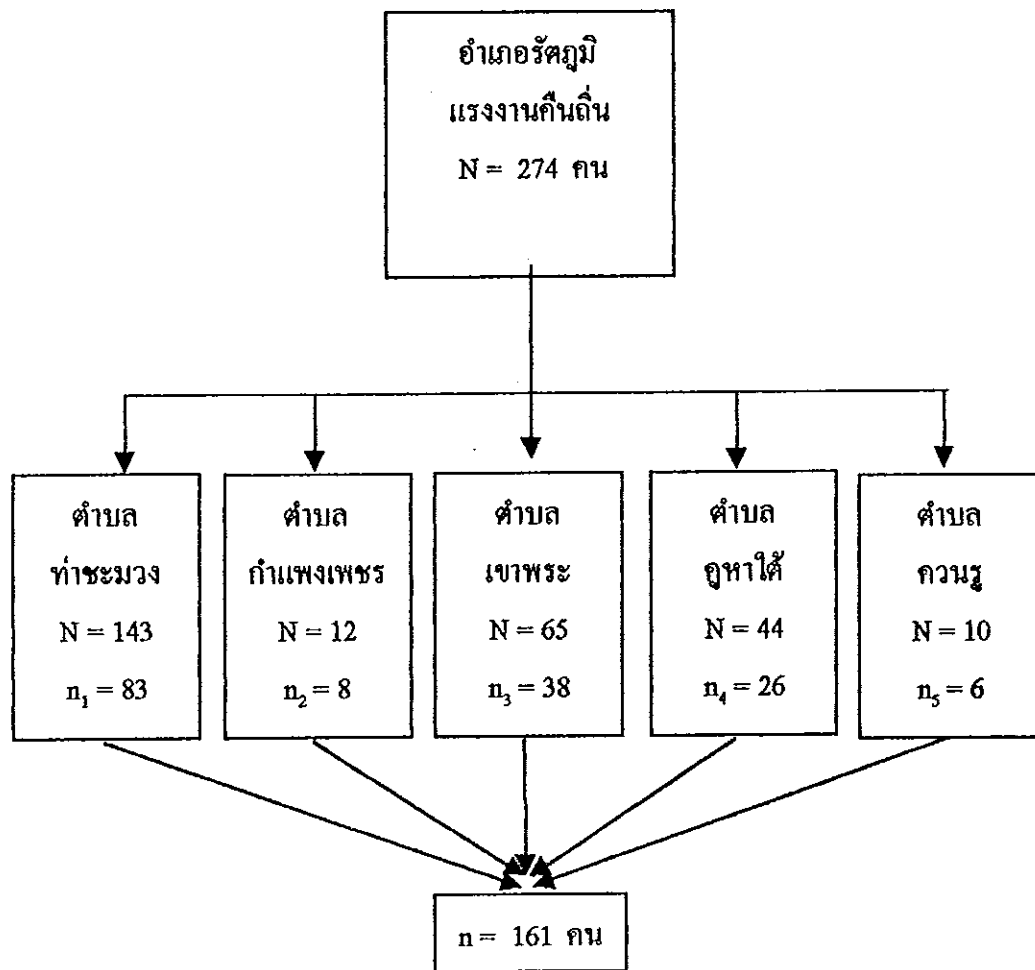 อำเภอรัตภูมิ
แรงงานคืนถิ่น
N = 274 คน
ตำบล
ท่าชะมวง
N = 143
n₁ = 83
ตำบล
กำแพงเพชร
N = 12
n₂ = 8
ตำบล
เขาพระ
N = 65
n₃ = 38
ตำบล
คูหาใต้
N = 44
n₄ = 26
ตำบล
ควนรู
N = 10
n₅ = 6
n = 161 คน